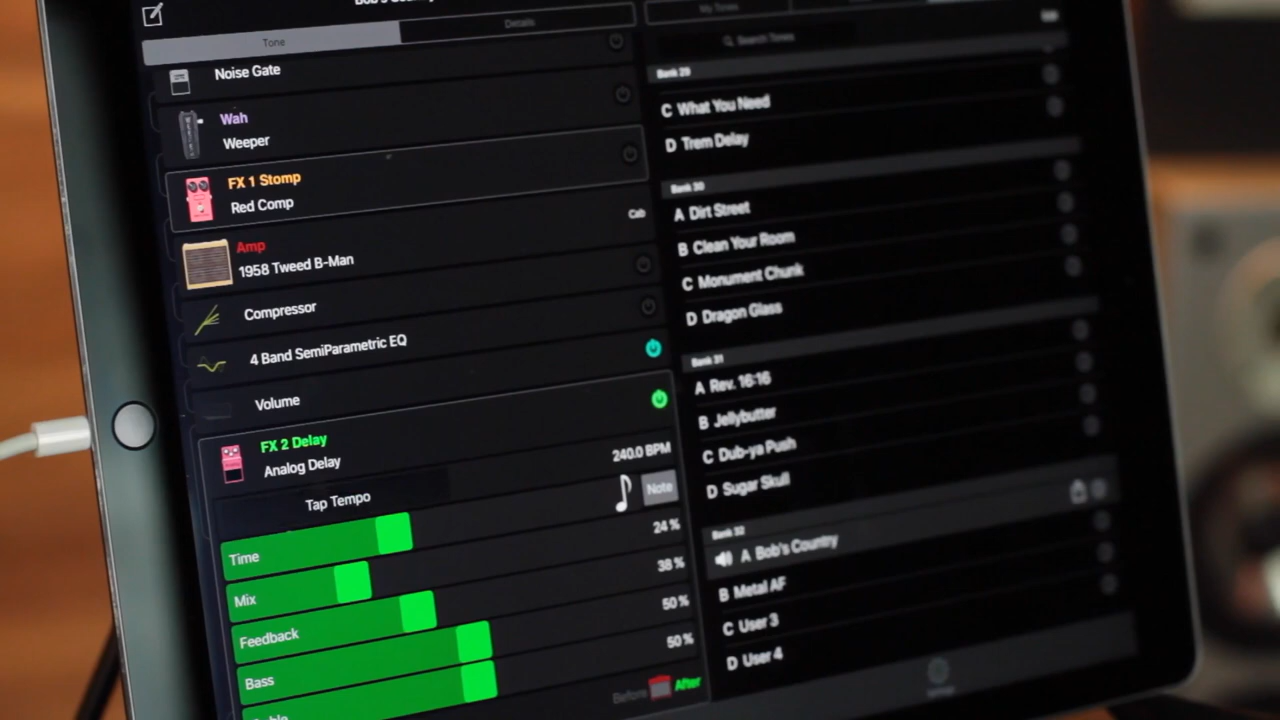 Bob's Country
Tone
Details
Noise Gate
Wah
Weeper
FX 1 Stomp
Red Comp
Cab
Amp
1958 Tweed B-Man
Compressor
4 Band SemiParametric EQ
Volume
FX 2 Delay
Analog Delay
240.0 BPM
Tap Tempo
Note
Time
24 %
Mix
38 %
Feedback
50 %
Bass
50 %
Before
After
My Tones
Search Tones
Bank 29
C What You Need
D Trem Delay
Bank 30
A Dirt Street
B Clean Your Room
C Monument Chunk
D Dragon Glass
Bank 31
A Rev. 16:16
B Jellybutter
C Dub-ya Push
D Sugar Skull
Bank 32
A Bob's Country
B Metal AF
C User 3
D User 4